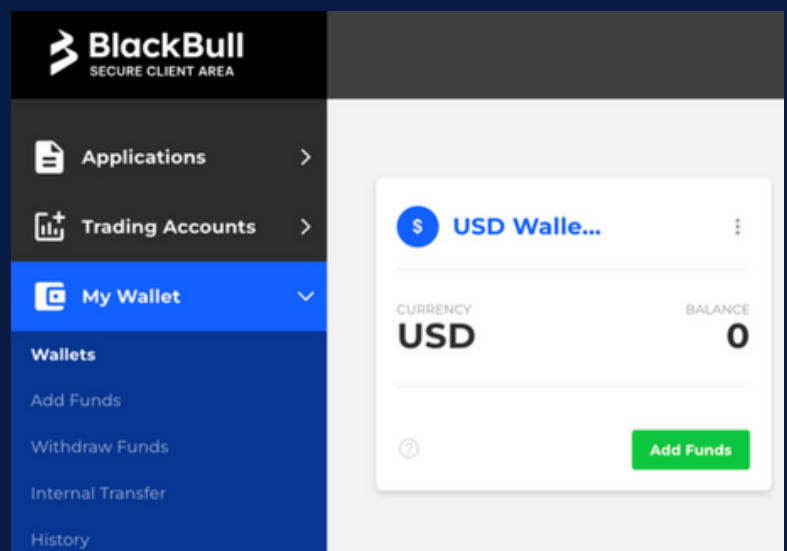 BlackBull
SECURE CLIENT AREA
Applications
Trading Accounts
My Wallet
Wallets
Add Funds
Withdraw Funds
Internal Transfer
History
$ USD Walle...
CURRENCY BALANCE
USD 0
? Add Funds